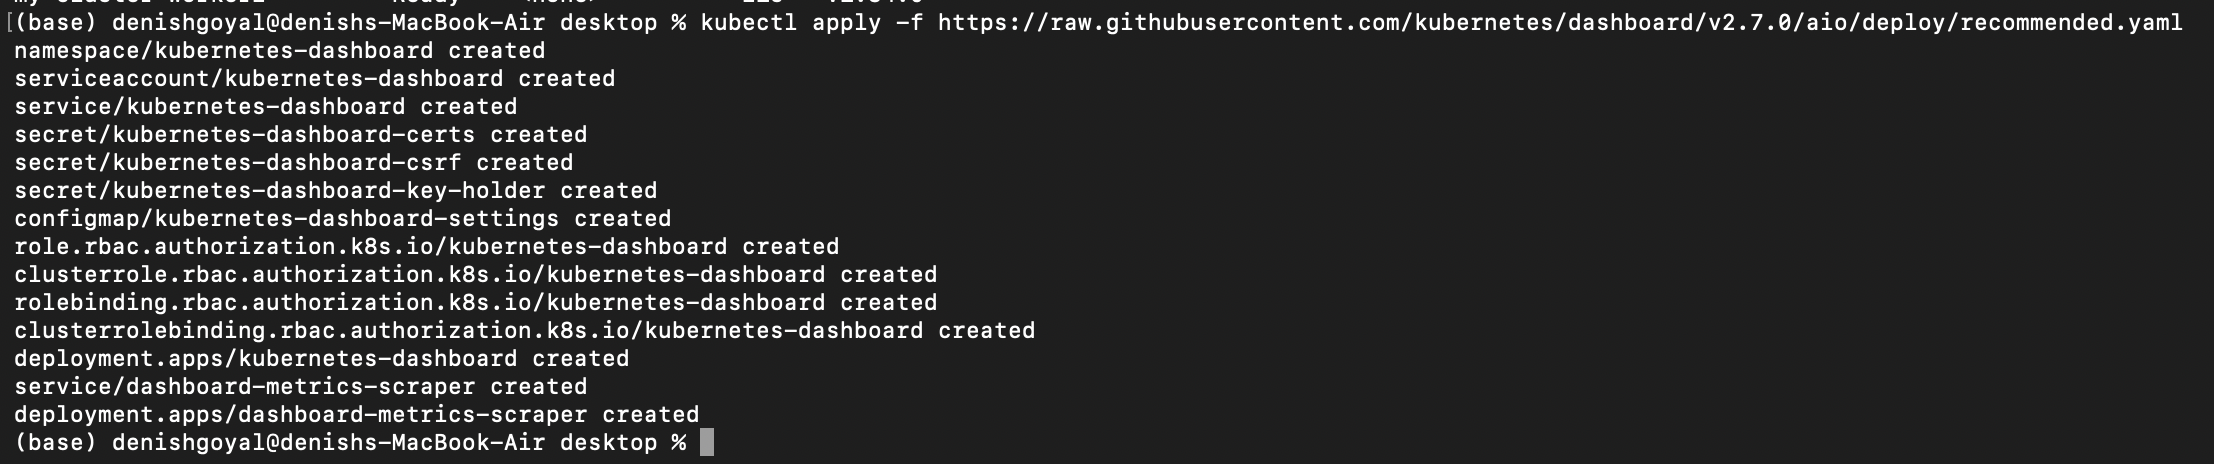 [(base) denishgoyal@denishs-MacBook-Air desktop % kubectl apply -f https://raw.githubusercontent.com/kubernetes/dashboard/v2.7.0/aio/deploy/recommended.yaml
namespace/kubernetes-dashboard created
serviceaccount/kubernetes-dashboard created
service/kubernetes-dashboard created
secret/kubernetes-dashboard-certs created
secret/kubernetes-dashboard-csrf created
secret/kubernetes-dashboard-key-holder created
configmap/kubernetes-dashboard-settings created
role.rbac.authorization.k8s.io/kubernetes-dashboard created
clusterrole.rbac.authorization.k8s.io/kubernetes-dashboard created
rolebinding.rbac.authorization.k8s.io/kubernetes-dashboard created
clusterrolebinding.rbac.authorization.k8s.io/kubernetes-dashboard created
deployment.apps/kubernetes-dashboard created
service/dashboard-metrics-scraper created
deployment.apps/dashboard-metrics-scraper created
(base) denishgoyal@denishs-MacBook-Air desktop %